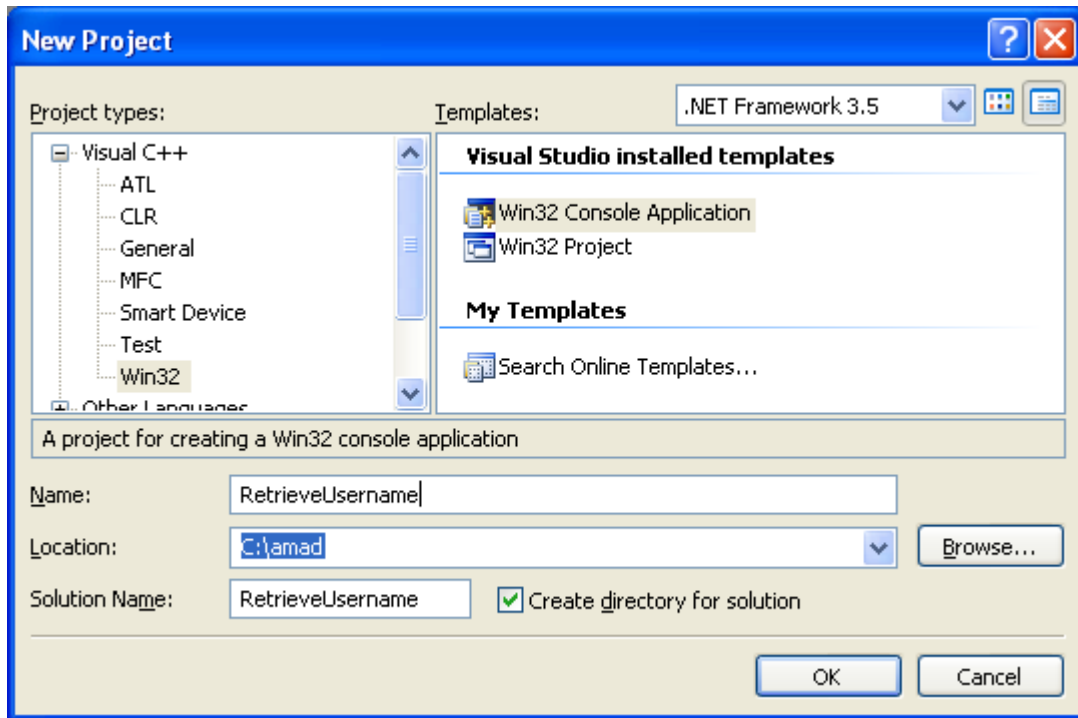 New Project
Project types:
Templates:
.NET Framework 3.5
Visual C++
ATL
CLR
General
MFC
Smart Device
Test
Win32
Other Languages
Visual Studio installed templates
Win32 Console Application
Win32 Project
My Templates
Search Online Templates...
A project for creating a Win32 console application
Name:
RetrieveUsername
Location:
C:\amad
Browse...
Solution Name:
RetrieveUsername
Create directory for solution
OK
Cancel